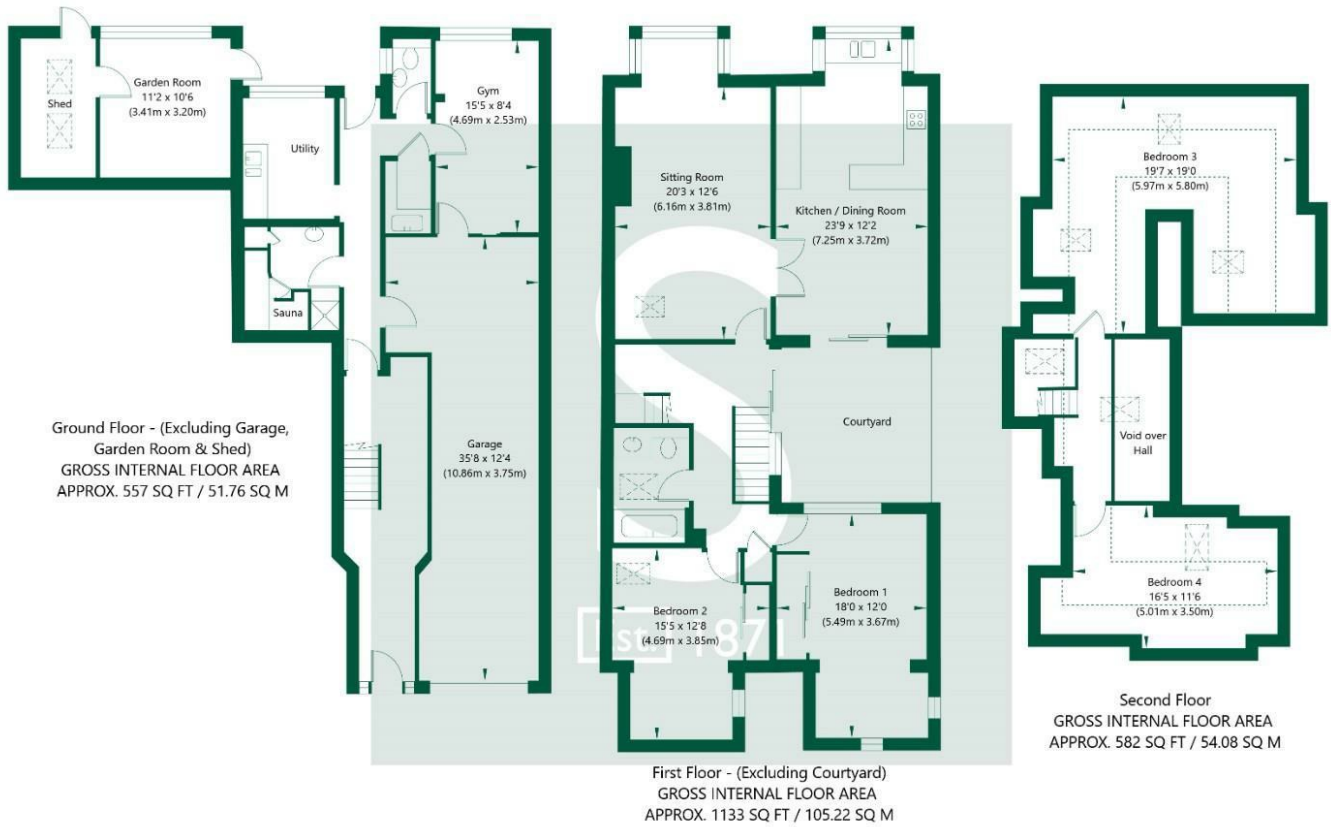 Shed
Garden Room
11'2 x 10'6
(3.41m x 3.20m)
Utility
Sauna
Gym
15'5 x 8'4
(4.69m x 2.53m)
Garage
35'8 x 12'4
(10.86m x 3.75m)
Ground Floor - (Excluding Garage,
Garden Room & Shed)
GROSS INTERNAL FLOOR AREA
APPROX. 557 SQ FT / 51.76 SQ M
Sitting Room
20'3 x 12'6
(6.16m x 3.81m)
Kitchen / Dining Room
23'9 x 12'2
(7.25m x 3.72m)
Courtyard
Bedroom 2
15'5 x 12'8
(4.69m x 3.85m)
Bedroom 1
18'0 x 12'0
(5.49m x 3.67m)
S
Est. 1871
First Floor - (Excluding Courtyard)
GROSS INTERNAL FLOOR AREA
APPROX. 1133 SQ FT / 105.22 SQ M
Bedroom 3
19'7 x 19'0
(5.97m x 5.80m)
Void over
Hall
Bedroom 4
16'5 x 11'6
(5.01m x 3.50m)
Second Floor
GROSS INTERNAL FLOOR AREA
APPROX. 582 SQ FT / 54.08 SQ M